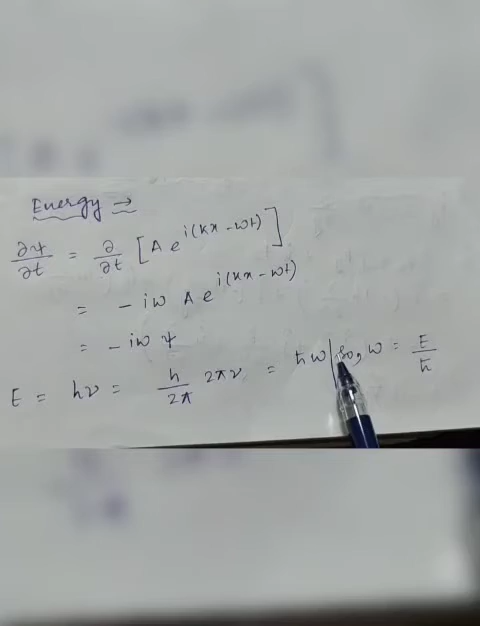 Energy →
∂ψ/∂t = ∂/∂t [A e^{i(kx - ωt)}]
= - iω A e^{i(kx - ωt)}
= - iω ψ
E = hν = h/2π 2πν = ħω | So, ω = E/ħ